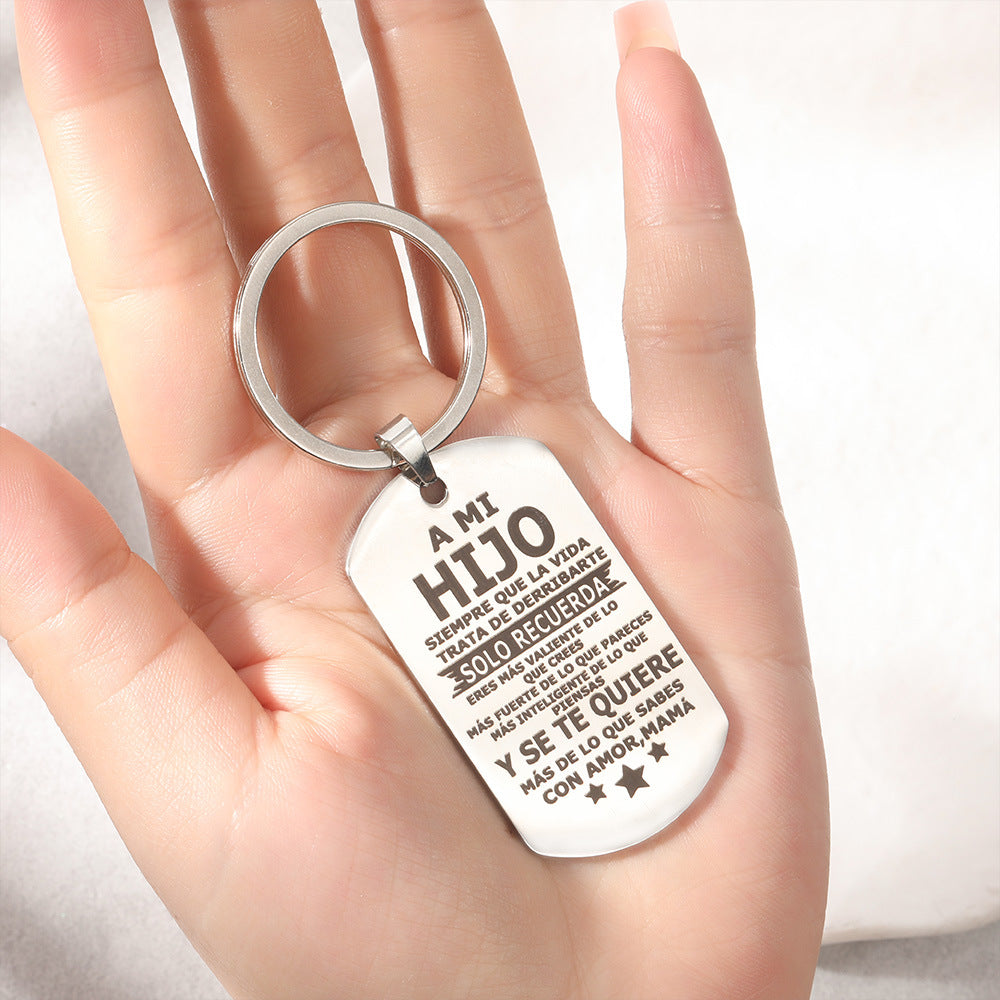 A MI
HIJO
SIEMPRE QUE LA VIDA
TRATA DE DERRIBARTE
SOLO RECUERDA
ERES MÁS VALIENTE DE LO
QUE CREES
MÁS FUERTE DE LO QUE PARECES
MÁS INTELIGENTE DE LO QUE
PIENSAS
Y SE TE QUIERE
MÁS DE LO QUE SABES
CON AMOR, MAMÁ